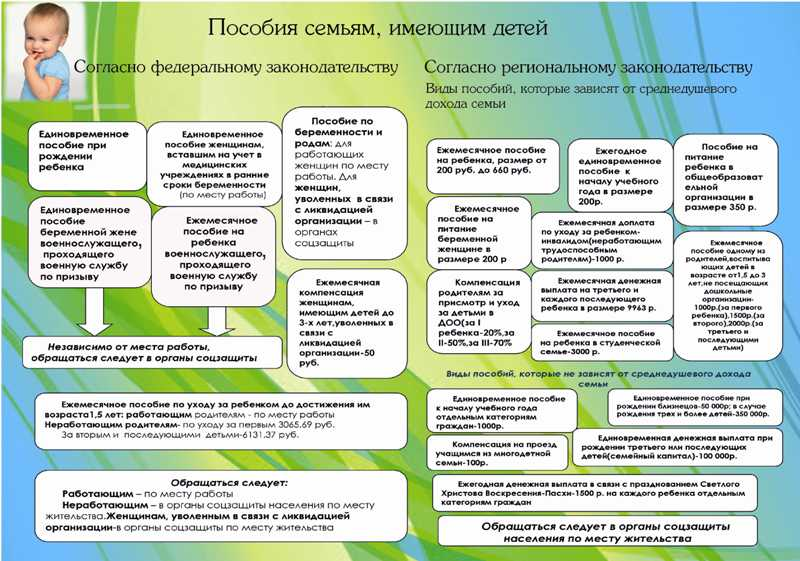 Пособия семьям, имеющим детей
Согласно федеральному законодательству
Единовременное
пособие при
рождении
ребенка
Единовременное
пособие женщинам,
вставшим на учет в
медицинских
учреждениях в ранние
сроки беременности
(по месту работы)
Пособие по
беременности и
родам: для
работающих
женщин по месту
работы. Для
женщин,
уволенных в связи
с ликвидацией
организации – в
органах
соцзащиты
Единовременное
пособие
беременной жене
военнослужащего,
проходящего
военную службу
по призыву
Ежемесячное
пособие на
ребенка
военнослужащего,
проходящего
военную службу
по призыву
Ежемесячная
компенсация
женщинам,
имеющим детей до
3-х лет,уволенных в
связи с
ликвидацией
организации-50
руб.
Независимо от места работы,
обращаться следует в органы соцзащиты
Ежемесячное пособие по уходу за ребенком до достижения им
возраста1,5 лет: работающим родителям - по месту работы
Неработающим родителям- по уходу за первым 3065.69 руб.
За вторым и последующими детьми-6131.37 руб.
Обращаться следует:
Работающим – по месту работы
Неработающим – в органы соцзащиты населения по месту
жительства.Женщинам, уволенным в связи с ликвидацией
организации-в органы соцзащиты по месту жительства
Согласно региональному законодательству
Виды пособий, которые зависят от среднедушевого
дохода семьи
Ежемесячное пособие
на ребенка, размер от
200 руб. до 660 руб.
Ежегодное
единовременное
пособие к
началу учебного
года в размере
200р.
Пособие на
питание
ребенка в
общеобразоват
ельной
организации в
размере 350 р.
Ежемесячное
пособие на
питание
беременной
женщине в
размере 200 р
Ежемесячная доплата
по уходу за ребенком-
инвалидом(неработающим
трудоспособным
родителям)-1000 р.
Ежемесячное
пособие одному из
родителей,воспитыва
ющих детей в
возрасте от1,5 до 3
лет,не посещающих
дошкольные
организации-
1000р.(за первого
ребенка),1500р.(за
второго),2000р.(за
третьего и
последующими
детьми)
Компенсация
родителям за
присмотр и уход
за детьми в
ДОО(за I
ребенка-20%,за
II-50%,за III-70%
Ежемесячная денежная
выплата на третьего и
каждого последующего
ребенка в размере 9963 р.
Ежемесячное пособие
на ребенка в студенческой
семье-3000 р.
Виды пособий, которые не зависят от среднедушевого дохода
семьи
Единовременное пособие
к началу учебного года
отдельным категориям
граждан-1000р.
Единовременное пособие при
рождении близнецов-50 000р; в случае
рождения трех и более детей-350 000р.
Компенсация на проезд
учащимся из многодетной
семьи-100р.
Единовременная денежная выплата при
рождении третьего или последующих
детей(семейный капитал)-100 000р.
Ежегодная денежная выплата в связи с празднованием Светлого
Христова Воскресения-Пасхи-1500 р. на каждого ребенка отдельным
категориям граждан
Обращаться следует в органы соцзащиты
населения по месту жительства